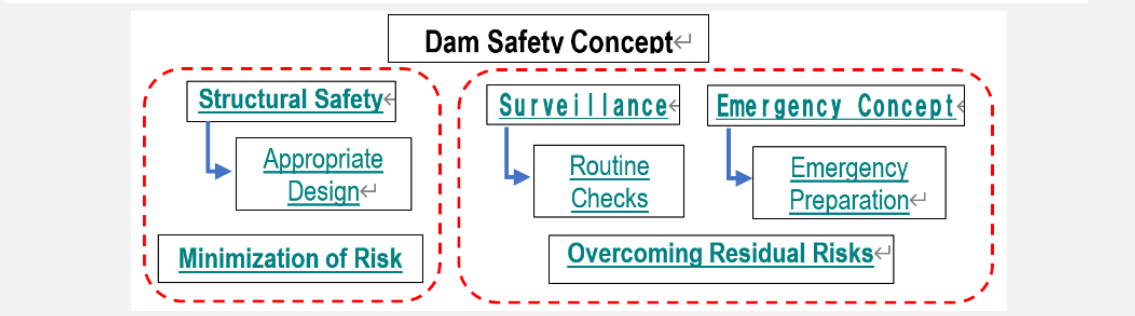 Dam Safety Concept
Structural Safety
Surveillance
Emergency Concept
Appropriate
Design
Routine
Checks
Emergency
Preparation
Minimization of Risk
Overcoming Residual Risks